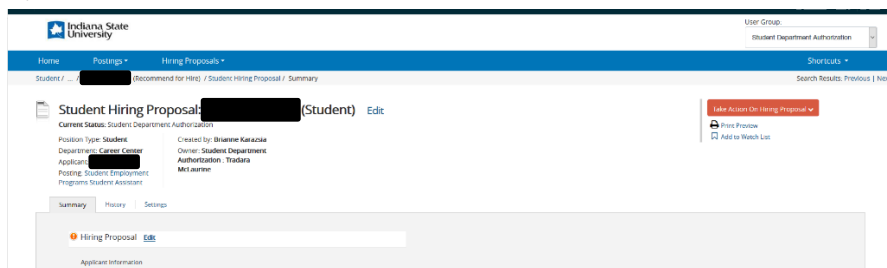 Indiana State
University
User Group:
Student Department Authorization
Home Postings Hiring Proposals Shortcuts
Student / ... / (Recommend for Hire) / Student Hiring Proposal / Summary
Search Results: Previous |
Student Hiring Proposal: (Student) Edit
Current Status: Student Department Authorization
Position Type: Student
Department: Career Center
Applicant:
Posting: Student Employment
Programs Student Assistant
Created by: Brianne Karazsia
Owner: Student Department
Authorization , Tradara
McLaurine
Take Action On Hiring Proposal
Print Preview
Add to Watch List
Summary History Settings
Hiring Proposal Edit
Applicant Information